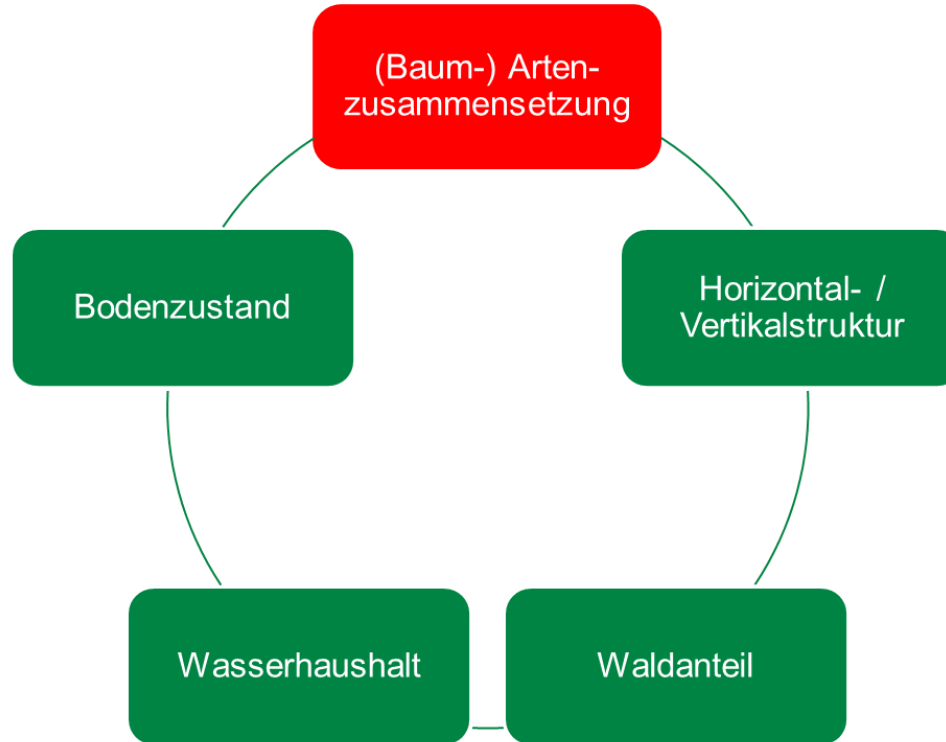 (Baum-) Arten-
zusammensetzung
Bodenzustand
Horizontal- /
Vertikalstruktur
Wasserhaushalt
Waldanteil